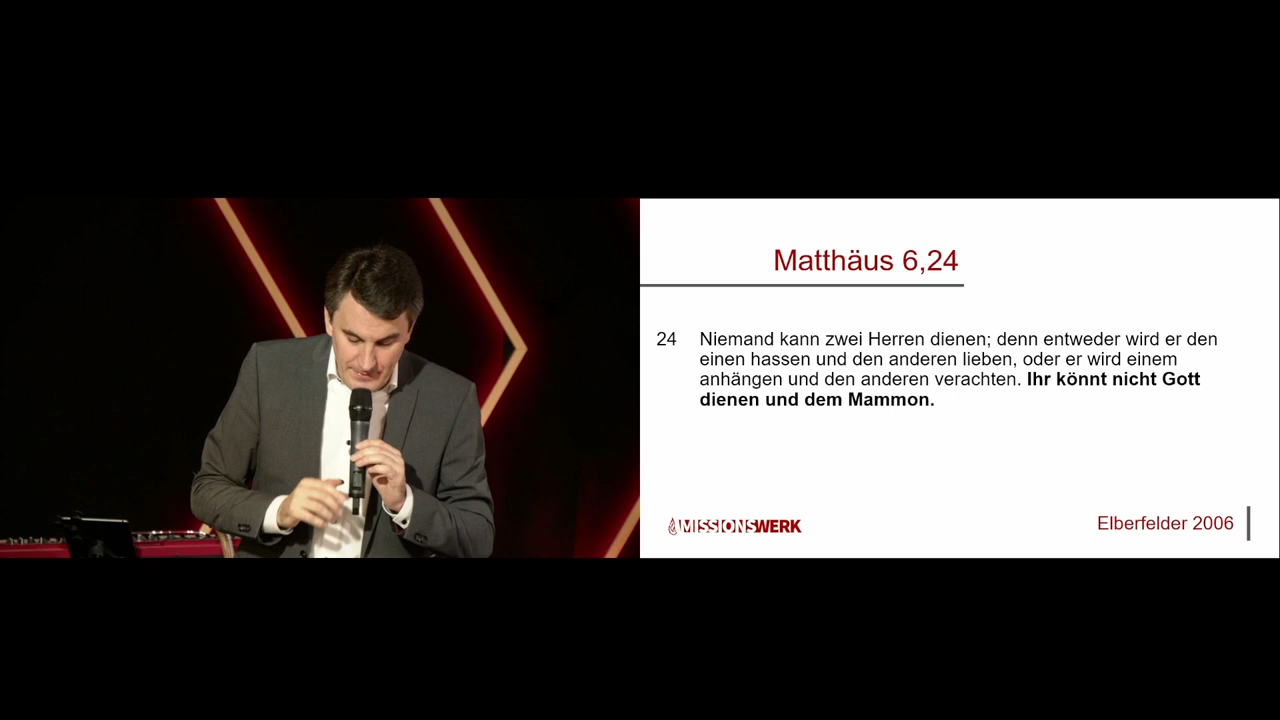 Matthäus 6,24
24 Niemand kann zwei Herren dienen; denn entweder wird er den
einen hassen und den anderen lieben, oder er wird einem
anhängen und den anderen verachten. Ihr könnt nicht Gott
dienen und dem Mammon.
MISSIONSWERK
Elberfelder 2006